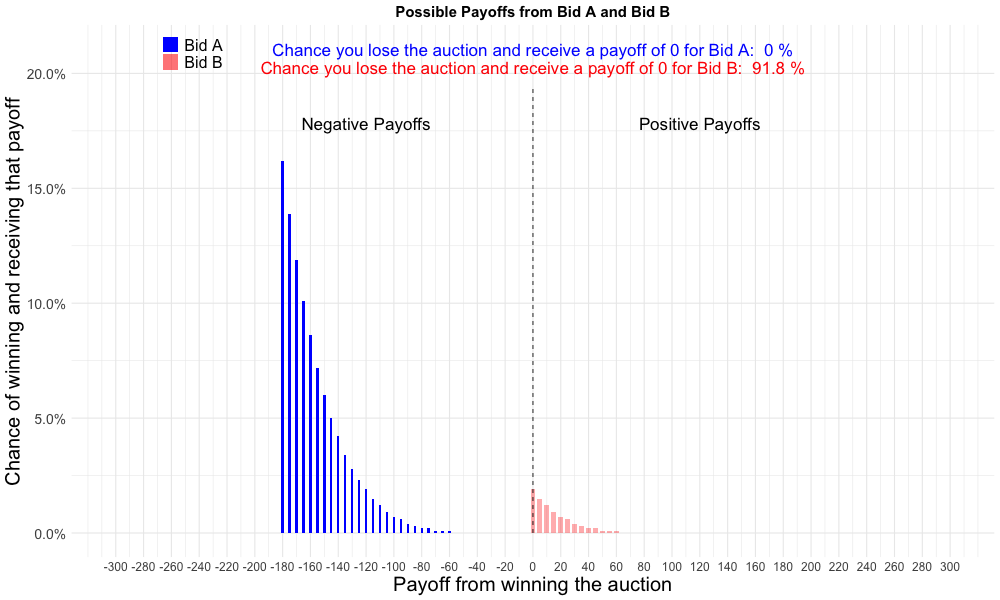 Possible Payoffs from Bid A and Bid B
Bid A
Bid B
Chance you lose the auction and receive a payoff of 0 for Bid A:  0 %
Chance you lose the auction and receive a payoff of 0 for Bid B:  91.8 %
Negative Payoffs
Positive Payoffs
Chance of winning and receiving that payoff
20.0%
15.0%
10.0%
5.0%
0.0%
-300 -280 -260 -240 -220 -200 -180 -160 -140 -120 -100 -80 -60 -40 -20 0 20 40 60 80 100 120 140 160 180 200 220 240 260 280 300
Payoff from winning the auction